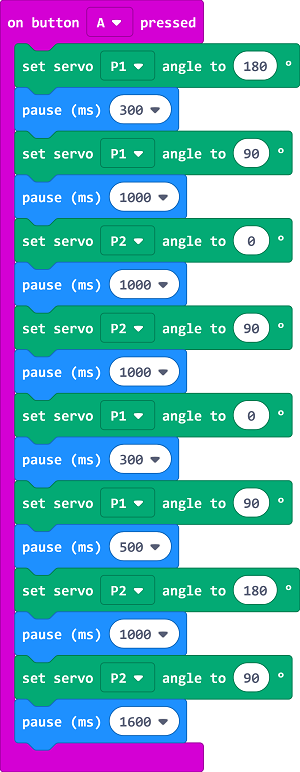 on button A pressed
set servo P1 angle to 180 °
pause (ms) 300
set servo P1 angle to 90 °
pause (ms) 1000
set servo P2 angle to 0 °
pause (ms) 1000
set servo P2 angle to 90 °
pause (ms) 1000
set servo P1 angle to 0 °
pause (ms) 300
set servo P1 angle to 90 °
pause (ms) 500
set servo P2 angle to 180 °
pause (ms) 1000
set servo P2 angle to 90 °
pause (ms) 1600